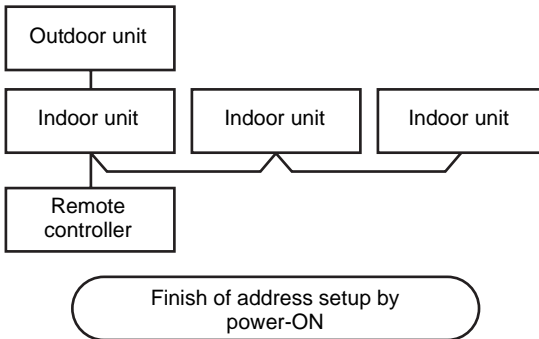 Outdoor unit
Indoor unit
Indoor unit
Indoor unit
Remote
controller
Finish of address setup by
power-ON